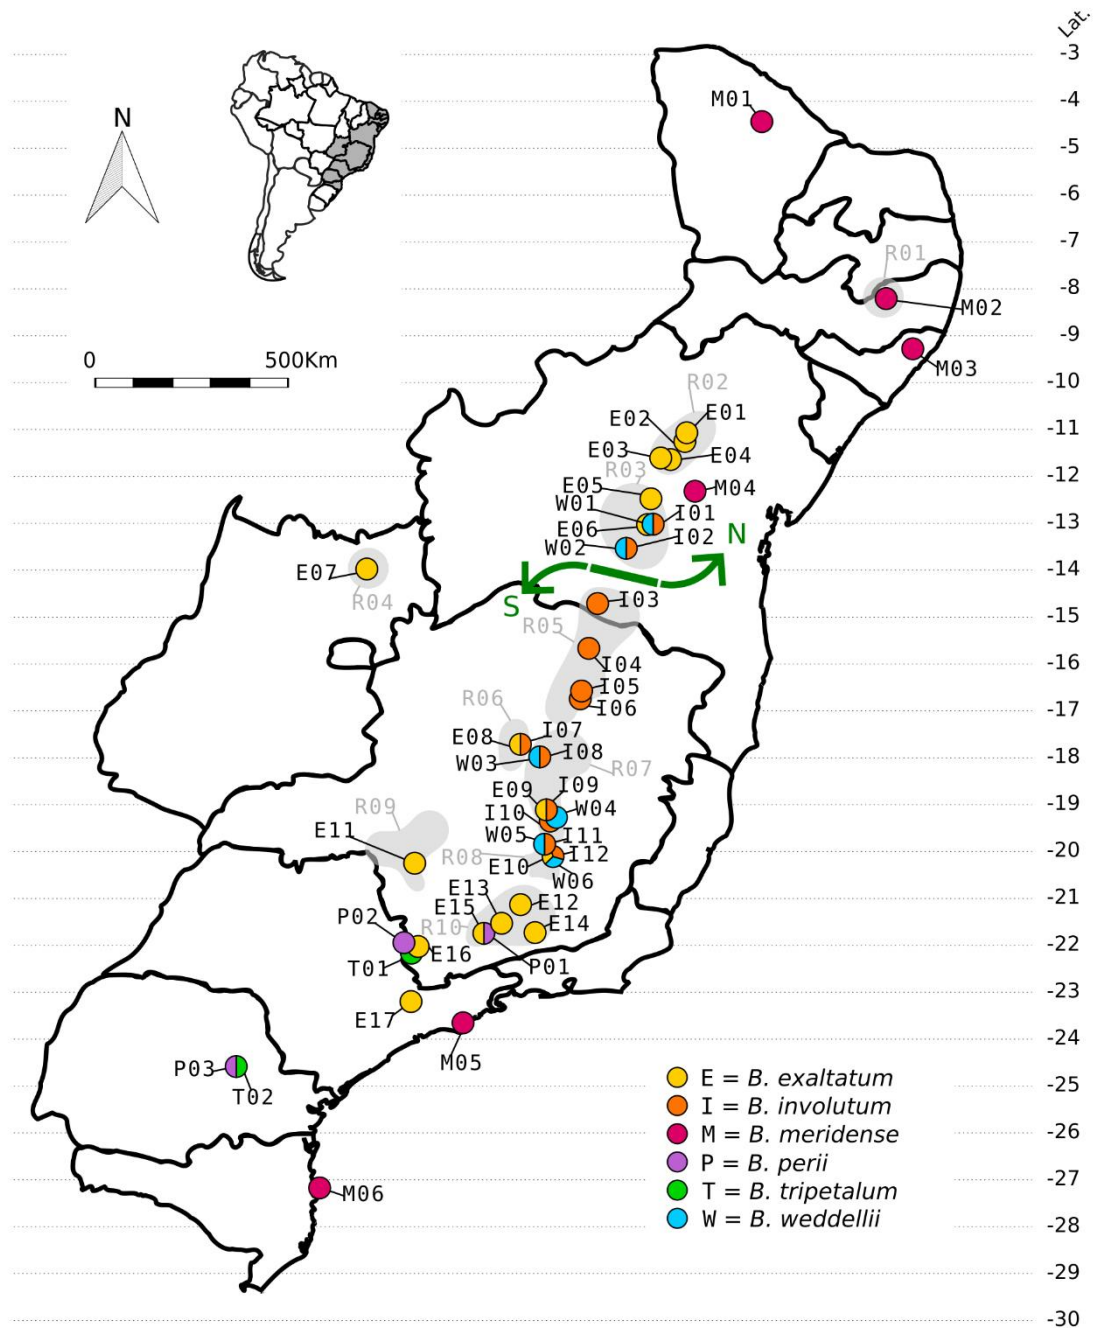 Lat.
-3
M01
-4
N
-5
-6
-7
R01
-8
M02
-9
0 500Km
M03
-10
R02
E02 E01
-11
E03 E04
R03
-12
E05 M04
W01 I01
-13
E06 I02 N
W02
-14
E07
R04 S I03
-15
R05
I04
-16
I05
I06
R06
-17
E08 I07
W03 I08
-18
R07
E09 I09
R09 I10 W04
-19
E11 W05 I11
R08 I12
-20
E10
W06
E13
E15 E12
-21
P02 R10 E14
T01 E16 P01
-22
-23
E17
M05
-24
P03
T02
-25
E = B. exaltatum
I = B. involutum
M = B. meridense
-26
P = B. perii
M06
-27
T = B. tripetalum
W = B. weddellii
-28
-29
-30